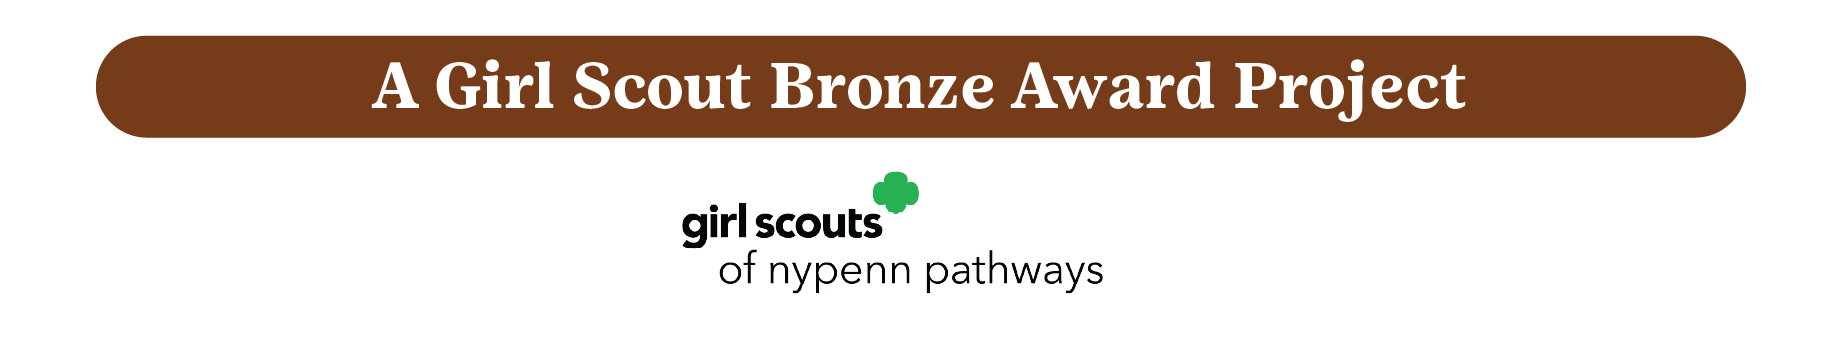 A Girl Scout Bronze Award Project
girl scouts
of nypenn pathways